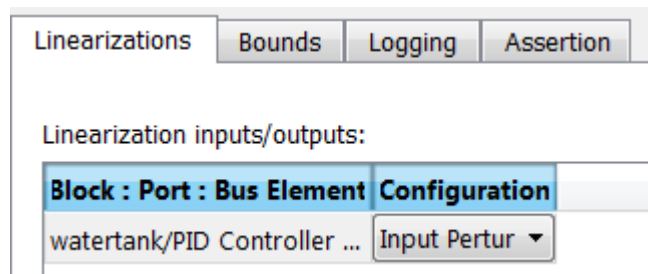 Linearizations Bounds Logging Assertion
Linearization inputs/outputs:
Block : Port : Bus Element Configuration
watertank/PID Controller ... Input Pertur